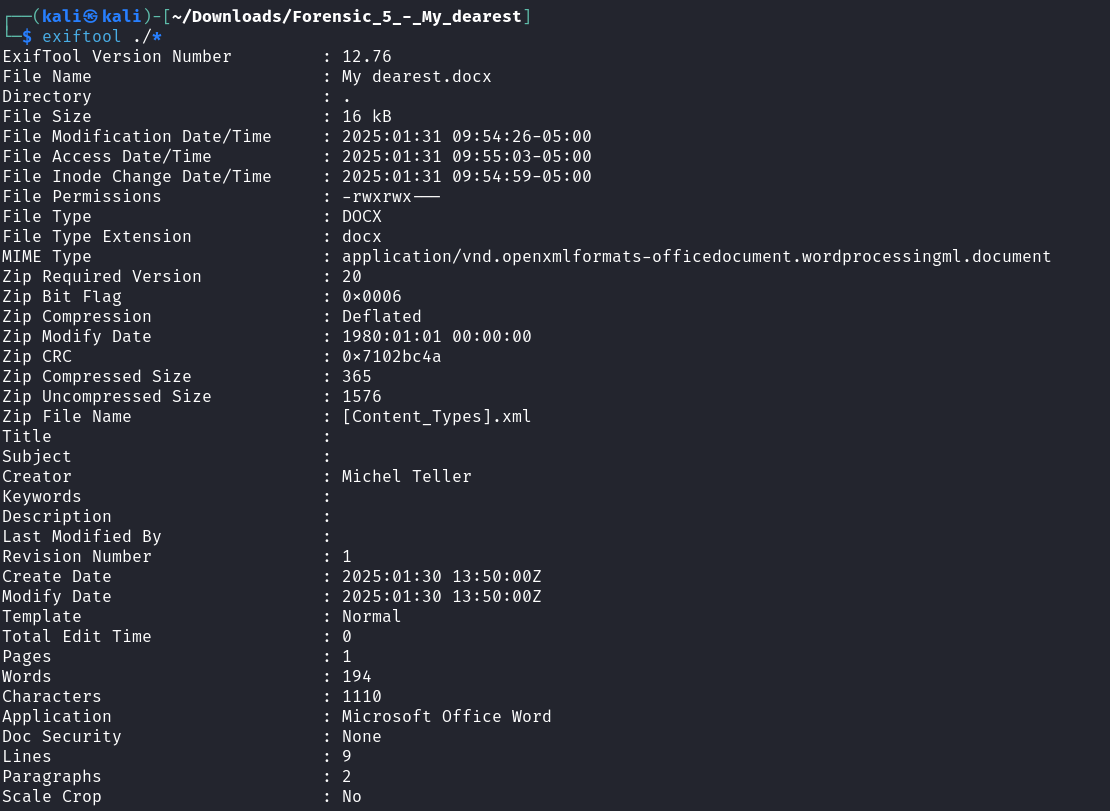 ┌──(kali㉿kali)-[~/Downloads/Forensic_5_-_My_dearest]
└─$ exiftool ./*
ExifTool Version Number         : 12.76
File Name                       : My dearest.docx
Directory                       : .
File Size                       : 16 kB
File Modification Date/Time     : 2025:01:31 09:54:26-05:00
File Access Date/Time           : 2025:01:31 09:55:03-05:00
File Inode Change Date/Time     : 2025:01:31 09:54:59-05:00
File Permissions                : -rwxrwx---
File Type                       : DOCX
File Type Extension             : docx
MIME Type                       : application/vnd.openxmlformats-officedocument.wordprocessingml.document
Zip Required Version            : 20
Zip Bit Flag                    : 0x0006
Zip Compression                 : Deflated
Zip Modify Date                 : 1980:01:01 00:00:00
Zip CRC                         : 0x7102bc4a
Zip Compressed Size             : 365
Zip Uncompressed Size           : 1576
Zip File Name                   : [Content_Types].xml
Title                           :
Subject                         :
Creator                         : Michel Teller
Keywords                        :
Description                     :
Last Modified By                :
Revision Number                 : 1
Create Date                     : 2025:01:30 13:50:00Z
Modify Date                     : 2025:01:30 13:50:00Z
Template                        : Normal
Total Edit Time                 : 0
Pages                           : 1
Words                           : 194
Characters                      : 1110
Application                     : Microsoft Office Word
Doc Security                    : None
Lines                           : 9
Paragraphs                      : 2
Scale Crop                      : No